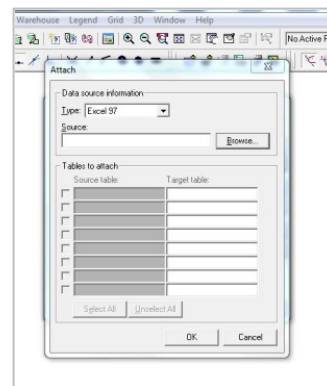 Warehouse Legend Grid 3D Window Help
No Active
Attach
Data source information
Type: Excel 97
Source:
Browse...
Tables to attach
Source table: Target table:
Select All Unselect All
OK Cancel